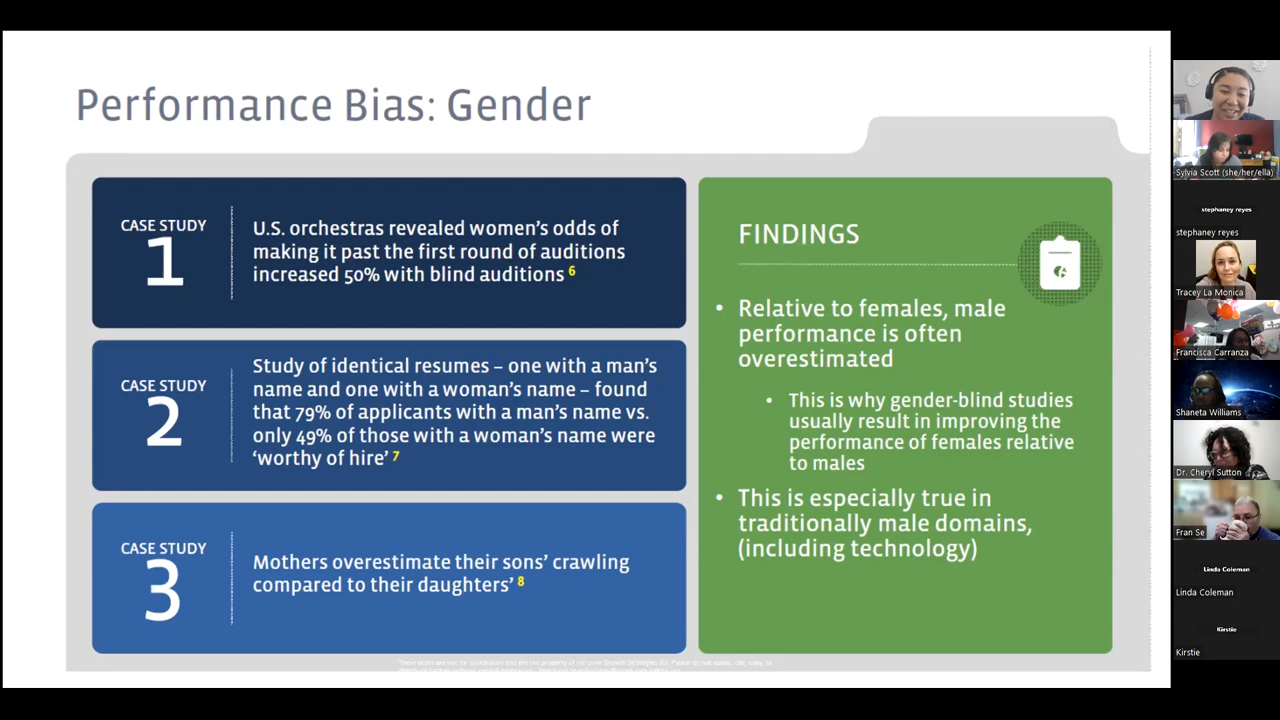 Performance Bias: Gender
CASE STUDY
1
U.S. orchestras revealed women's odds of
making it past the first round of auditions
increased 50% with blind auditions 6
CASE STUDY
2
Study of identical resumes – one with a man's
name and one with a woman's name – found
that 79% of applicants with a man's name vs.
only 49% of those with a woman's name were
'worthy of hire' 7
CASE STUDY
3
Mothers overestimate their sons' crawling
compared to their daughters' 8
FINDINGS
• Relative to females, male
performance is often
overestimated
• This is why gender-blind studies
usually result in improving the
performance of females relative
to males
• This is especially true in
traditionally male domains,
(including technology)
Sylvia Scott (she/her/ella)
stephaney reyes
stephaney reyes
Tracey La Monica
Francisca Carranza
Shaneta Williams
Dr. Cheryl Sutton
Fran Se
Linda Coleman
Linda Coleman
Kirstie
Kirstie